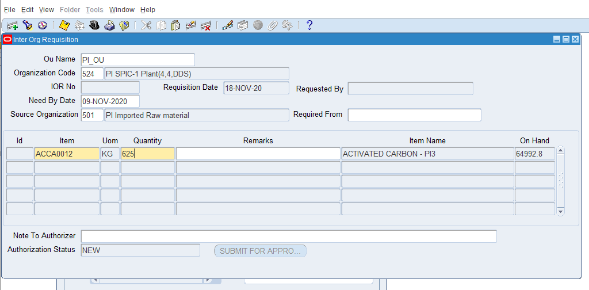 File Edit View Folder Tools Window Help
Inter Org Requisition
Ou Name PI_OU
Organization Code 524 PI SPIC-1 Plant(4,4,DDS)
IOR No Requisition Date 18-NOV-20 Requested By
Need By Date 09-NOV-2020
Source Organization 501 PI Imported Raw material Required From
Id Item Uom Quantity Remarks Item Name On Hand
ACCA0012 KG 625 ACTIVATED CARBON - PI3 64992.8
Note To Authorizer
Authorization Status NEW SUBMIT FOR APPRO...